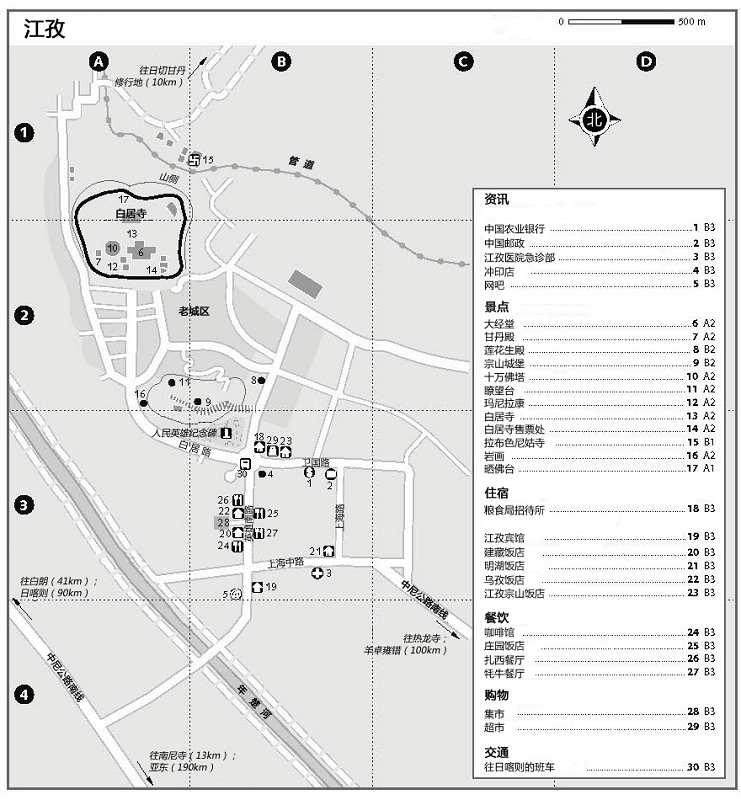 江孜
0 500 m
A B C D
往日切甘丹
修行地（10km）
北
1
15
管道
山侧
17
白居寺
13
10
6
7
12
14
2
老城区
11
16
9
8
人民英雄纪念碑
白居路
18 29 23
卫国路
30
4
1
2
3
26
22
25
28
英雄南路
上海路
20
27
24
21
上海中路
3
往白朗（41km）；
日喀则（90km）
5
19
中尼公路南线
往热龙寺；
羊卓雍错（100km）
4
中尼公路南线
年楚河
往南尼寺（13km）；
亚东（190km）
资讯
中国农业银行 1 B3
中国邮政 2 B3
江孜医院急诊部 3 B3
冲印店 4 B3
网吧 5 B3
景点
大经堂 6 A2
甘丹殿 7 A2
莲花生殿 8 B2
宗山城堡 9 B2
十万佛塔 10 A2
瞭望台 11 A2
玛尼拉康 12 A2
白居寺 13 A2
白居寺售票处 14 A2
拉布色尼姑寺 15 B1
岩画 16 A2
晒佛台 17 A1
住宿
粮食局招待所 18 B3
江孜宾馆 19 B3
建藏饭店 20 B3
明湖饭店 21 B3
乌孜饭店 22 B3
江孜宗山饭店 23 B3
餐饮
咖啡馆 24 B3
庄园饭店 25 B3
扎西餐厅 26 B3
牦牛餐厅 27 B3
购物
集市 28 B3
超市 29 B3
交通
往日喀则的班车 30 B3